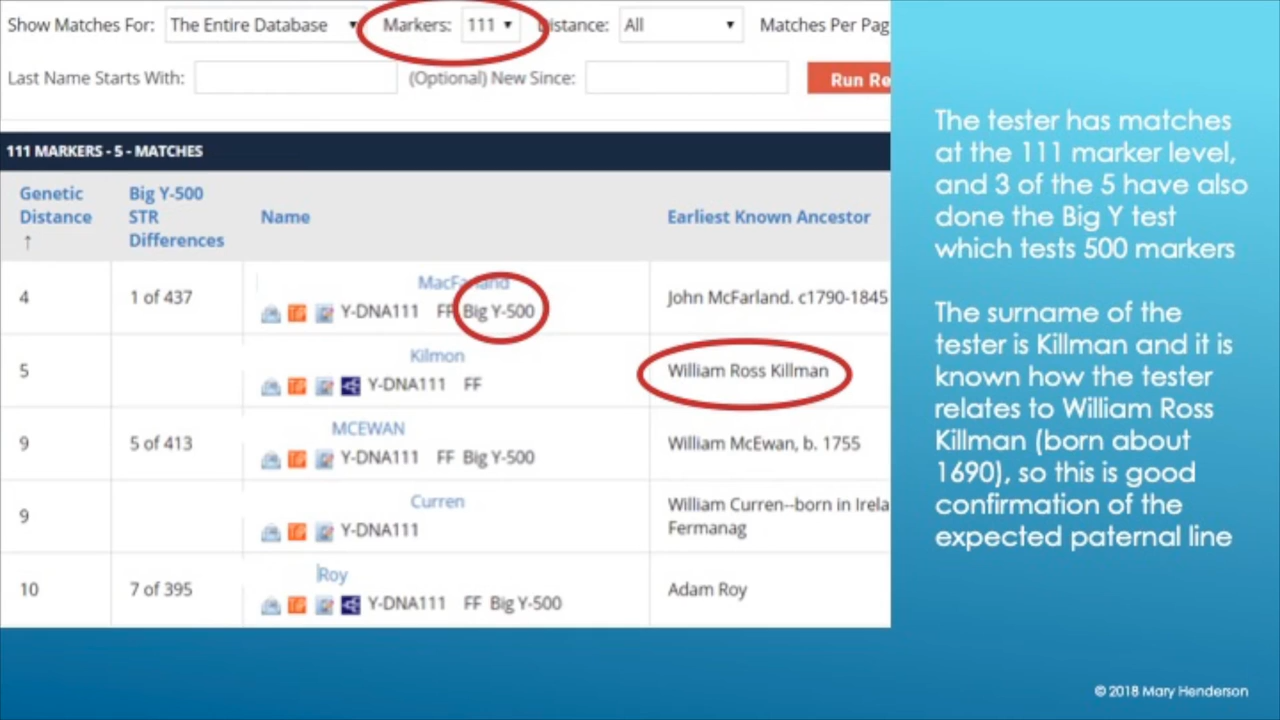 Show Matches For: The Entire Database Markers: 111 Distance: All Matches Per Pag
Last Name Starts With: (Optional) New Since: Run Re
111 MARKERS - 5 - MATCHES
Genetic Distance ↑ Big Y-500 STR Differences Name Earliest Known Ancestor
MacFarland
4 1 of 437 Y-DNA111 FF Big Y-500 John McFarland. c1790-1845
Kilmon
5 Y-DNA111 FF William Ross Killman
MCEWAN
9 5 of 413 Y-DNA111 FF Big Y-500 William McEwan, b. 1755
Curren
9 Y-DNA111 William Curren--born in Irela
Fermanag
Roy
10 7 of 395 Y-DNA111 FF Big Y-500 Adam Roy
The tester has matches
at the 111 marker level,
and 3 of the 5 have also
done the Big Y test
which tests 500 markers
The surname of the
tester is Killman and it is
known how the tester
relates to William Ross
Killman (born about
1690), so this is good
confirmation of the
expected paternal line
© 2018 Mary Henderson